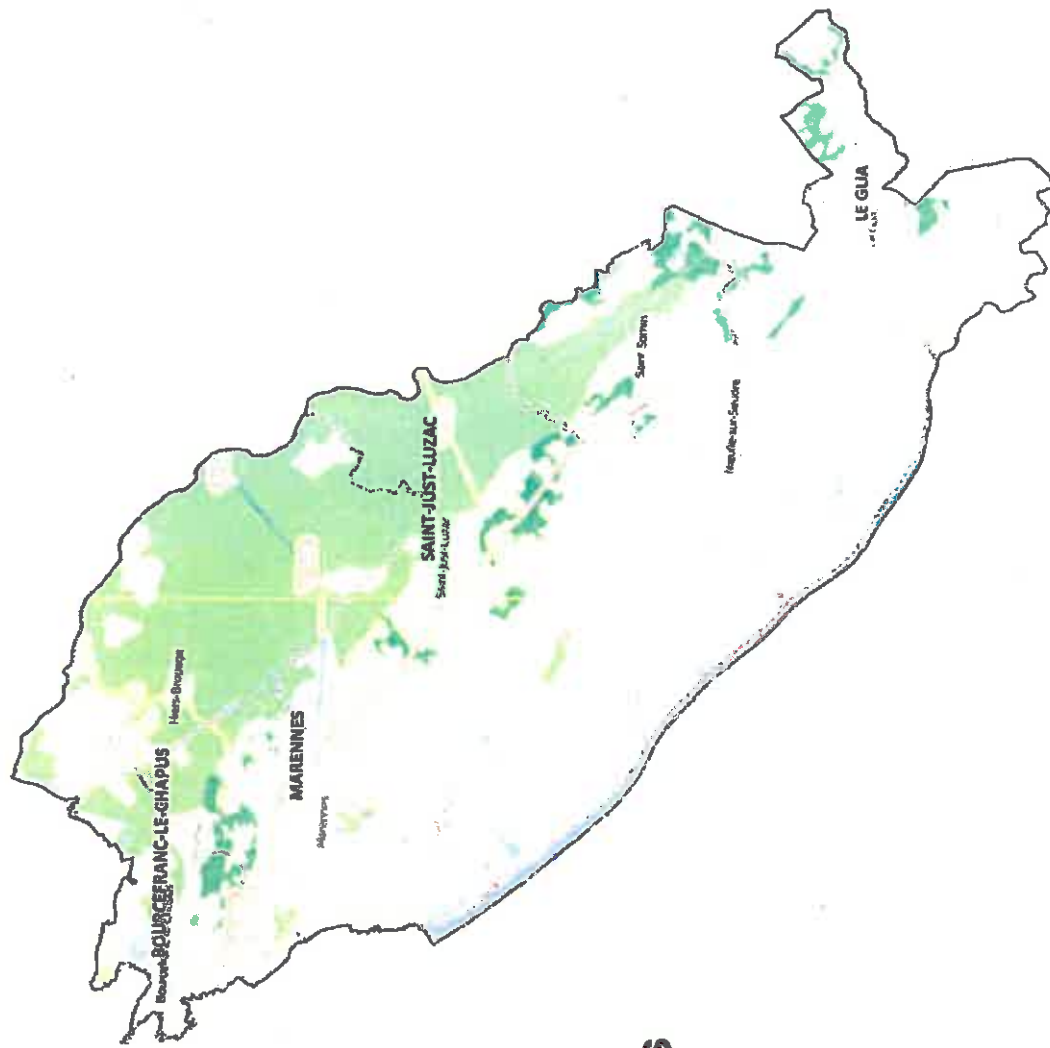 BOURCEFRANC-LE-CHAPUS
Hiers-Brouage
MARENNES
Marennes
SAINT-JUST-LUZAC
Saint-Just-Luzac
Saint Sornin
Nieulle-sur-Seudre
LE GUA